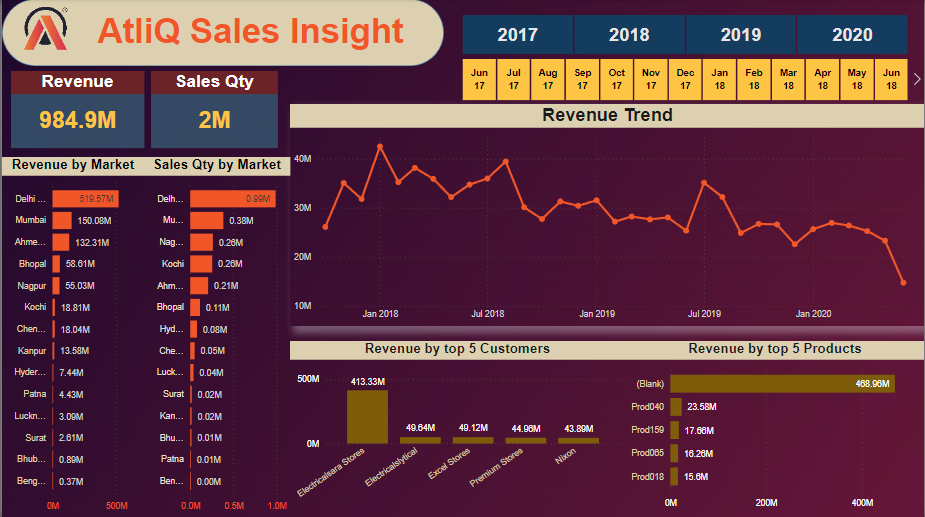 AtliQ Sales Insight
2017 2018 2019 2020
Jun 17 Jul 17 Aug 17 Sep 17 Oct 17 Nov 17 Dec 17 Jan 18 Feb 18 Mar 18 Apr 18 May 18 Jun 18
Revenue
984.9M
Sales Qty
2M
Revenue by Market
Delhi ... 519.57M
Mumbai 150.08M
Ahme... 132.31M
Bhopal 58.61M
Nagpur 55.03M
Kochi 18.81M
Chen... 18.04M
Kanpur 13.58M
Hyder... 7.44M
Patna 4.43M
Luckn... 3.09M
Surat 2.61M
Bhub... 0.89M
Beng... 0.37M
0M 500M
Sales Qty by Market
Delh... 0.99M
Mu... 0.38M
Nag... 0.26M
Kochi 0.26M
Ahm... 0.21M
Bhopal 0.11M
Hyd... 0.08M
Che... 0.05M
Luck... 0.04M
Surat 0.02M
Kan... 0.02M
Bhu... 0.01M
Patna 0.01M
Ben... 0.00M
0.0M 0.5M 1.0M
Revenue Trend
40M
30M
20M
10M
Jan 2018 Jul 2018 Jan 2019 Jul 2019 Jan 2020
Revenue by top 5 Customers
500M
0M
413.33M 49.64M 49.12M 44.96M 43.89M
Electricalsara Stores Electricalslytical Excel Stores Premium Stores Nixon
Revenue by top 5 Products
(Blank) 468.96M
Prod040 23.58M
Prod159 17.66M
Prod065 16.26M
Prod018 15.6M
0M 200M 400M